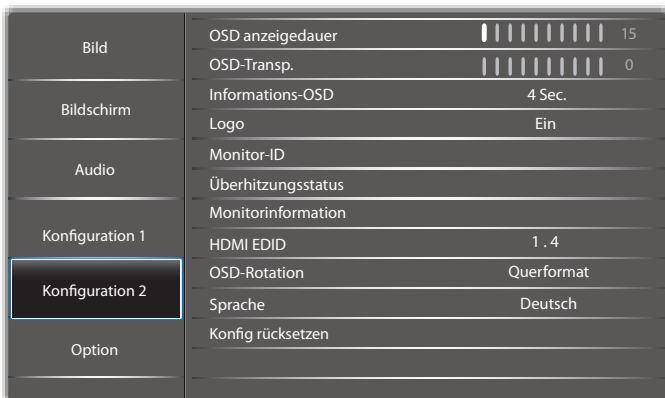 Bild
Bildschirm
Audio
Konfiguration 1
Konfiguration 2
Option
OSD anzeigedauer 15
OSD-Transp. 0
Informations-OSD 4 Sec.
Logo Ein
Monitor-ID
Überhitzungsstatus
Monitorinformation
HDMI EDID 1 . 4
OSD-Rotation Querformat
Sprache Deutsch
Konfig rücksetzen